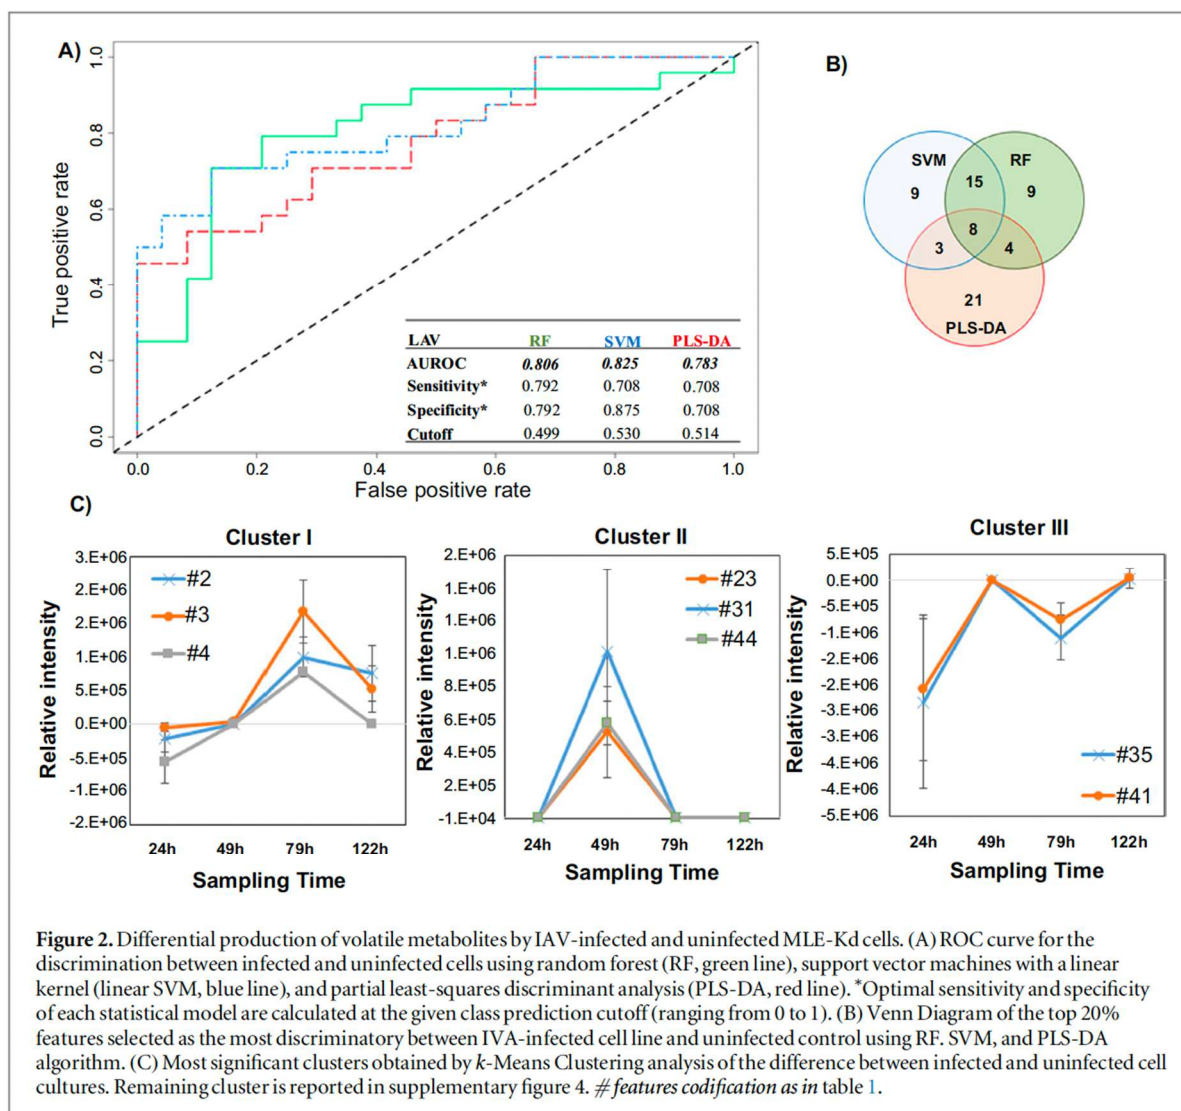 A)
1.0
0.8
0.6
0.4
0.2
0.0
True positive rate
0.0 0.2 0.4 0.6 0.8 1.0
False positive rate
LAV RF SVM PLS-DA
AUROC 0.806 0.825 0.783
Sensitivity* 0.792 0.708 0.708
Specificity* 0.792 0.875 0.708
Cutoff 0.499 0.530 0.514
B)
SVM RF
9 15 9
8
3 4
21
PLS-DA
C)
Cluster I
3.E+06
2.E+06
2.E+06
1.E+06
5.E+05
0.E+00
-5.E+05
-1.E+06
-2.E+06
Relative intensity
#2
#3
#4
24h 49h 79h 122h
Sampling Time
Cluster II
2.E+06
1.E+06
1.E+06
1.E+06
8.E+05
6.E+05
4.E+05
2.E+05
-1.E+04
Relative intensity
#23
#31
#44
24h 49h 79h 122h
Sampling Time
Cluster III
5.E+05
0.E+00
-5.E+05
-1.E+06
-2.E+06
-2.E+06
-3.E+06
-3.E+06
-4.E+06
-4.E+06
-5.E+06
Relative intensity
#35
#41
24h 49h 79h 122h
Sampling Time
Figure 2. Differential production of volatile metabolites by IAV-infected and uninfected MLE-Kd cells. (A) ROC curve for the
discrimination between infected and uninfected cells using random forest (RF, green line), support vector machines with a linear
kernel (linear SVM, blue line), and partial least-squares discriminant analysis (PLS-DA, red line). *Optimal sensitivity and specificity
of each statistical model are calculated at the given class prediction cutoff (ranging from 0 to 1). (B) Venn Diagram of the top 20%
features selected as the most discriminatory between IVA-infected cell line and uninfected control using RF. SVM, and PLS-DA
algorithm. (C) Most significant clusters obtained by k-Means Clustering analysis of the difference between infected and uninfected cell
cultures. Remaining cluster is reported in supplementary figure 4. # features codification as in table 1.